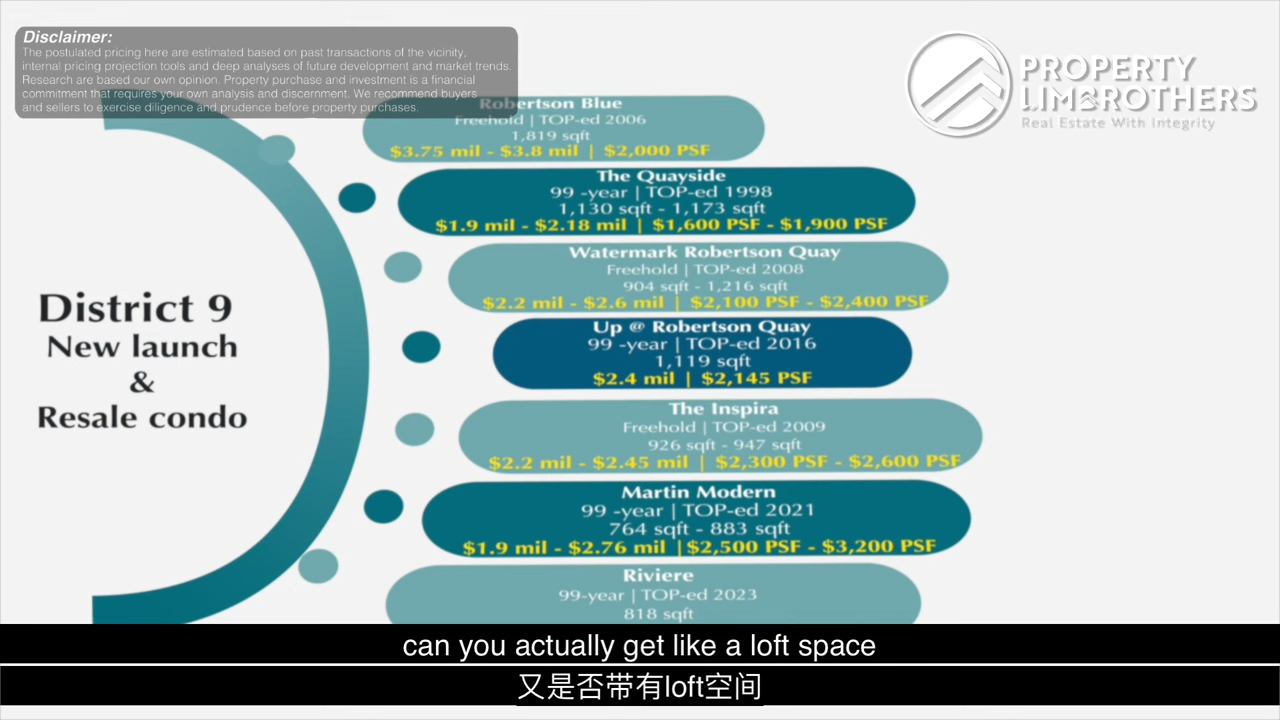 Disclaimer:
The postulated pricing here are estimated based on past transactions of the vicinity,
internal pricing projection tools and deep analyses of future development and market trends.
Research are based our own opinion. Property purchase and investment is a financial
commitment that requires your own analysis and discernment. We recommend buyers
and sellers to exercise diligence and prudence before property purchases.
PROPERTY
LIMBROTHERS
Real Estate With Integrity
District 9
New launch
&
Resale condo
Robertson Blue
Freehold | TOP-ed 2006
1,819 sqft
$3.75 mil - $3.8 mil | $2,000 PSF
The Quayside
99 -year | TOP-ed 1998
1,130 sqft - 1,173 sqft
$1.9 mil - $2.18 mil | $1,600 PSF - $1,900 PSF
Watermark Robertson Quay
Freehold | TOP-ed 2008
904 sqft - 1,216 sqft
$2.2 mil - $2.6 mil | $2,100 PSF - $2,400 PSF
Up @ Robertson Quay
99 -year | TOP-ed 2016
1,119 sqft
$2.4 mil | $2,145 PSF
The Inspira
Freehold | TOP-ed 2009
926 sqft - 947 sqft
$2.2 mil - $2.45 mil | $2,300 PSF - $2,600 PSF
Martin Modern
99 -year | TOP-ed 2021
764 sqft - 883 sqft
$1.9 mil - $2.76 mil |$2,500 PSF - $3,200 PSF
Riviere
99-year | TOP-ed 2023
818 sqft
can you actually get like a loft space
又是否带有loft空间